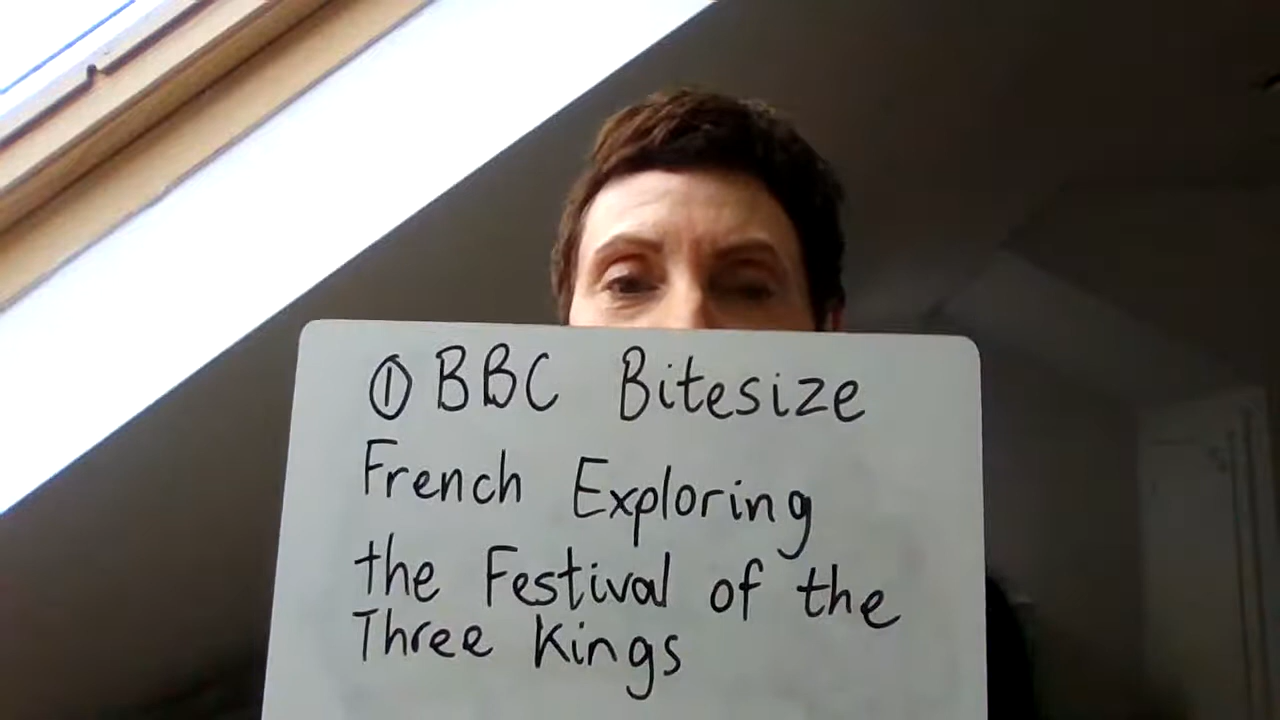 ① BBC Bitesize
French Exploring
the Festival of the
Three Kings